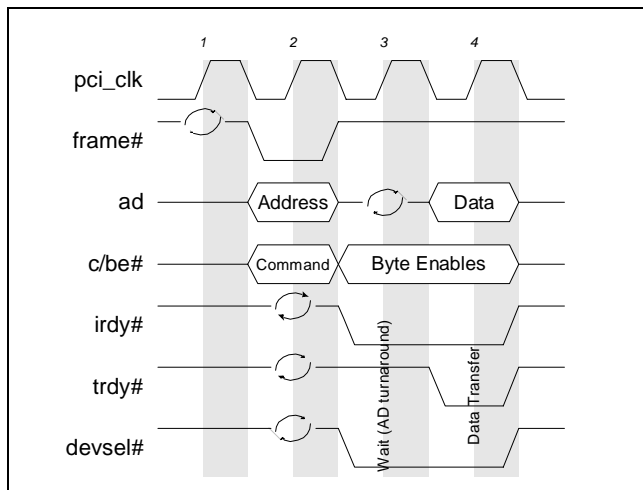 1 2 3 4
pci_clk
frame#
ad Address Data
c/be# Command Byte Enables
irdy#
trdy#
devsel#
Wait (AD turnaround)
Data Transfer